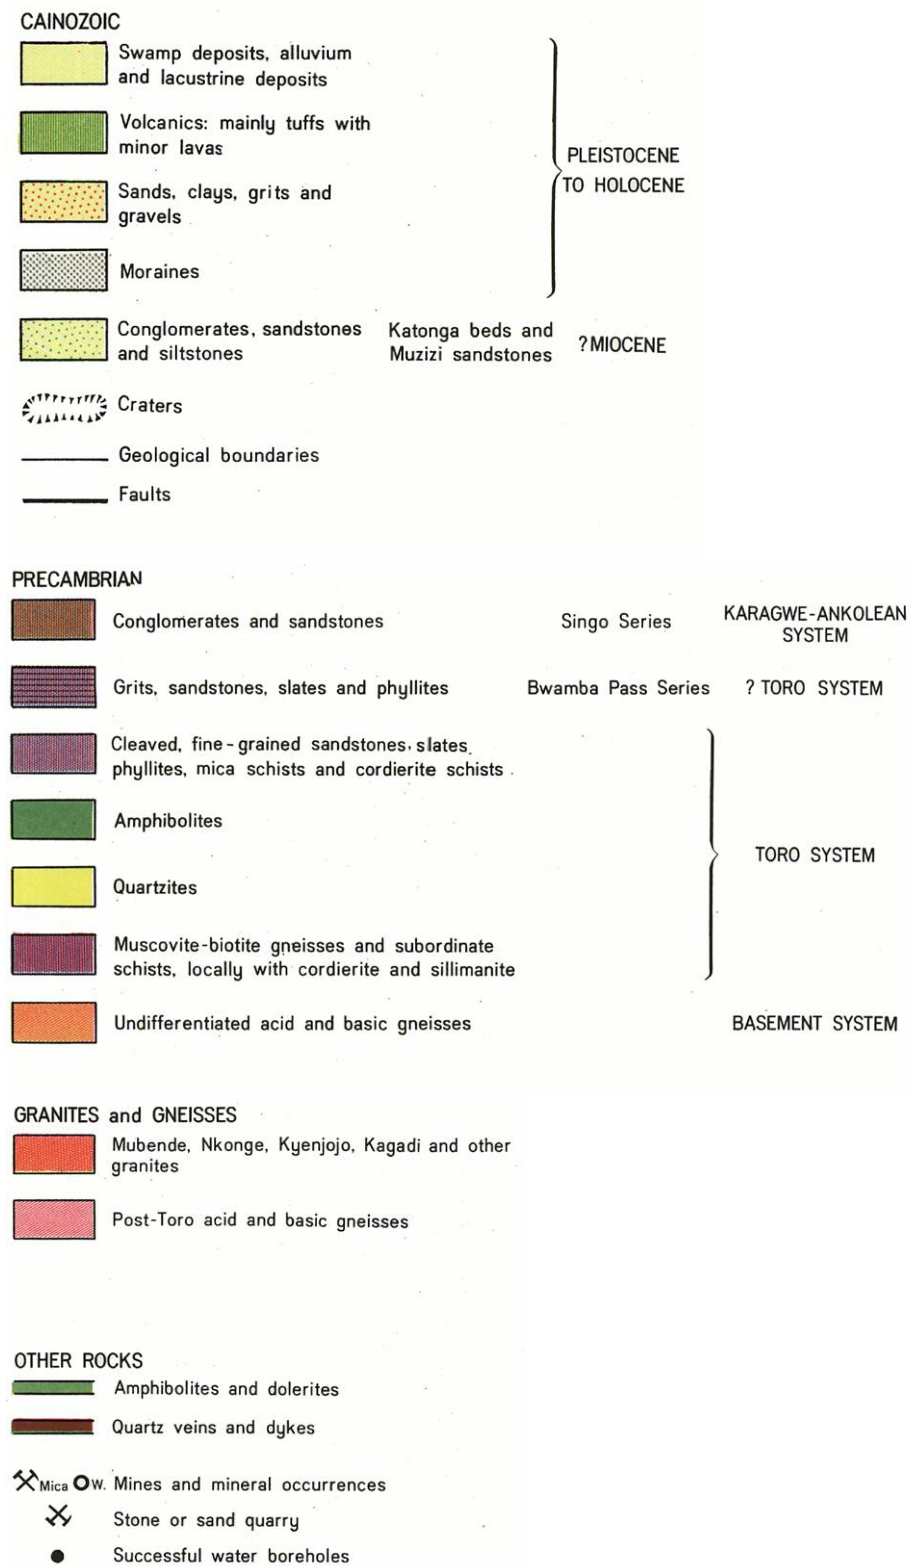 CAINOZOIC
Swamp deposits, alluvium
and lacustrine deposits
Volcanics: mainly tuffs with
minor lavas
PLEISTOCENE
TO HOLOCENE
Sands, clays, grits and
gravels
Moraines
Conglomerates, sandstones
and siltstones
Katonga beds and
Muzizi sandstones
?MIOCENE
Craters
Geological boundaries
Faults
PRECAMBRIAN
Conglomerates and sandstones
Singo Series
KARAGWE-ANKOLEAN
SYSTEM
Grits, sandstones, slates and phyllites
Bwamba Pass Series
? TORO SYSTEM
Cleaved, fine-grained sandstones, slates,
phyllites, mica schists and cordierite schists
Amphibolites
TORO SYSTEM
Quartzites
Muscovite-biotite gneisses and subordinate
schists, locally with cordierite and sillimanite
Undifferentiated acid and basic gneisses
BASEMENT SYSTEM
GRANITES and GNEISSES
Mubende, Nkonge, Kyenjojo, Kagadi and other
granites
Post-Toro acid and basic gneisses
OTHER ROCKS
Amphibolites and dolerites
Quartz veins and dykes
Mica W. Mines and mineral occurrences
Stone or sand quarry
Successful water boreholes